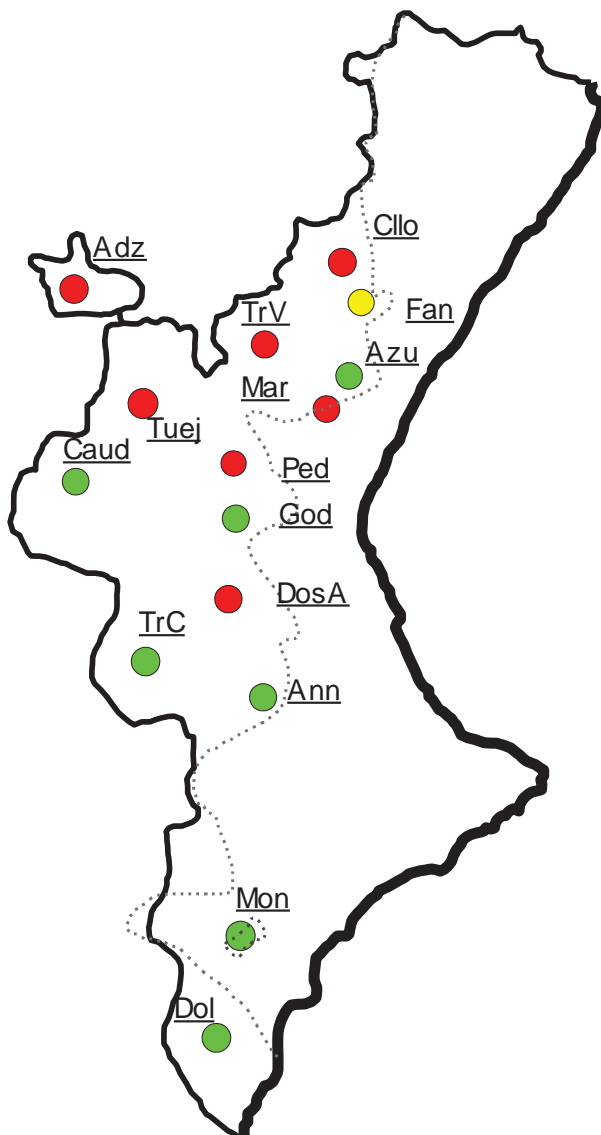 Cllo
Adz
Fan
TrV
Azu
Mar
Tuej
Caud
Ped
God
DosA
TrC
Ann
Mon
Dol